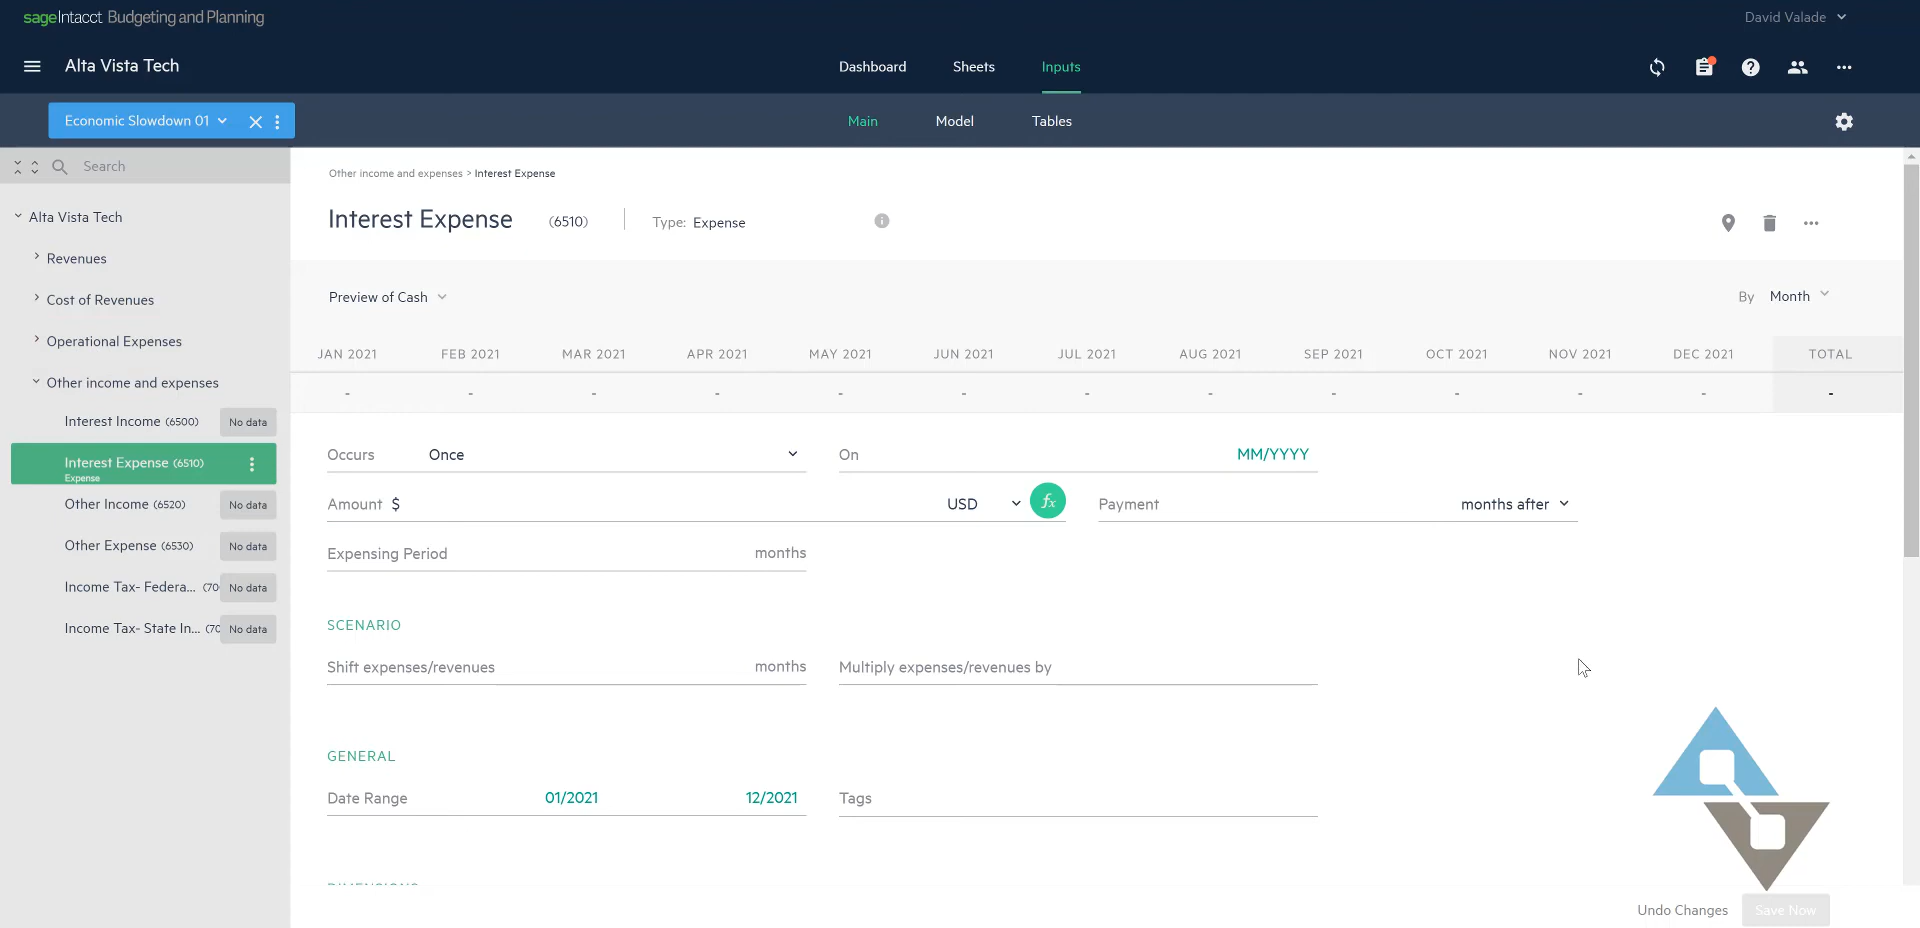 sageIntacct Budgeting and Planning
David Valade
Alta Vista Tech
Dashboard
Sheets
Inputs
Economic Slowdown 01
Main
Model
Tables
Search
Alta Vista Tech
Revenues
Cost of Revenues
Operational Expenses
Other income and expenses
Interest Income (6500) No data
Interest Expense (6510)
Expense
Other Income (6520) No data
Other Expense (6530) No data
Income Tax- Federa... (70 No data
Income Tax- State In... (70 No data
Other income and expenses > Interest Expense
Interest Expense (6510) Type: Expense
Preview of Cash
By Month
JAN 2021 FEB 2021 MAR 2021 APR 2021 MAY 2021 JUN 2021 JUL 2021 AUG 2021 SEP 2021 OCT 2021 NOV 2021 DEC 2021 TOTAL
- - - - - - - - - - - - -
Occurs Once On MM/YYYY
Amount $ USD fx Payment months after
Expensing Period months
SCENARIO
Shift expenses/revenues months Multiply expenses/revenues by
GENERAL
Date Range 01/2021 12/2021 Tags
Undo Changes Save Now